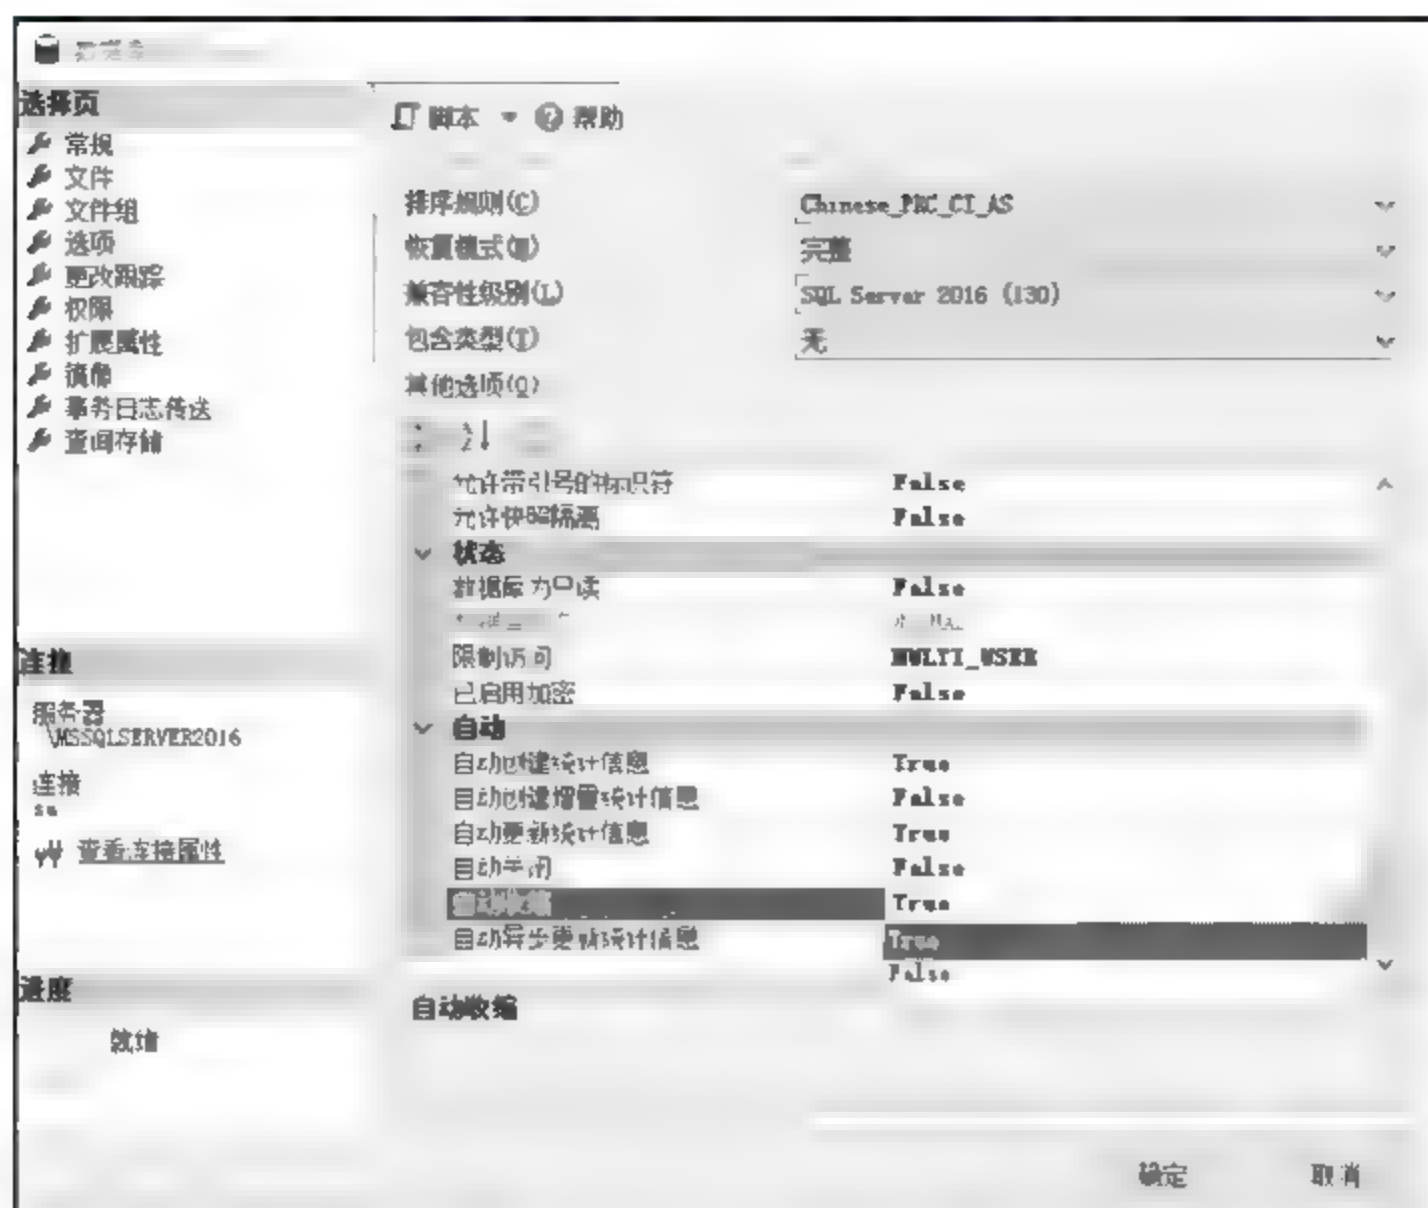 选择页
常规
文件
文件组
选项
更改跟踪
权限
扩展属性
镜像
事务日志传送
查询存储
连接
服务器
\MSSQLSERVER2016
连接
sa
查看连接属性
进度
就绪
脚本 帮助
排序规则(C) Chinese_PRC_CI_AS
恢复模式(M) 完整
兼容性级别(L) SQL Server 2016 (130)
包含类型(T) 无
其他选项(O)
允许带引号的标识符 False
允许快照隔离 False
状态
数据库为只读 False
限制访问 MULTI_USER
已启用加密 False
自动
自动创建统计信息 True
自动创建增量统计信息 False
自动更新统计信息 True
自动关闭 False
自动收缩 True
自动异步更新统计信息 True
False
自动收缩
确定 取消